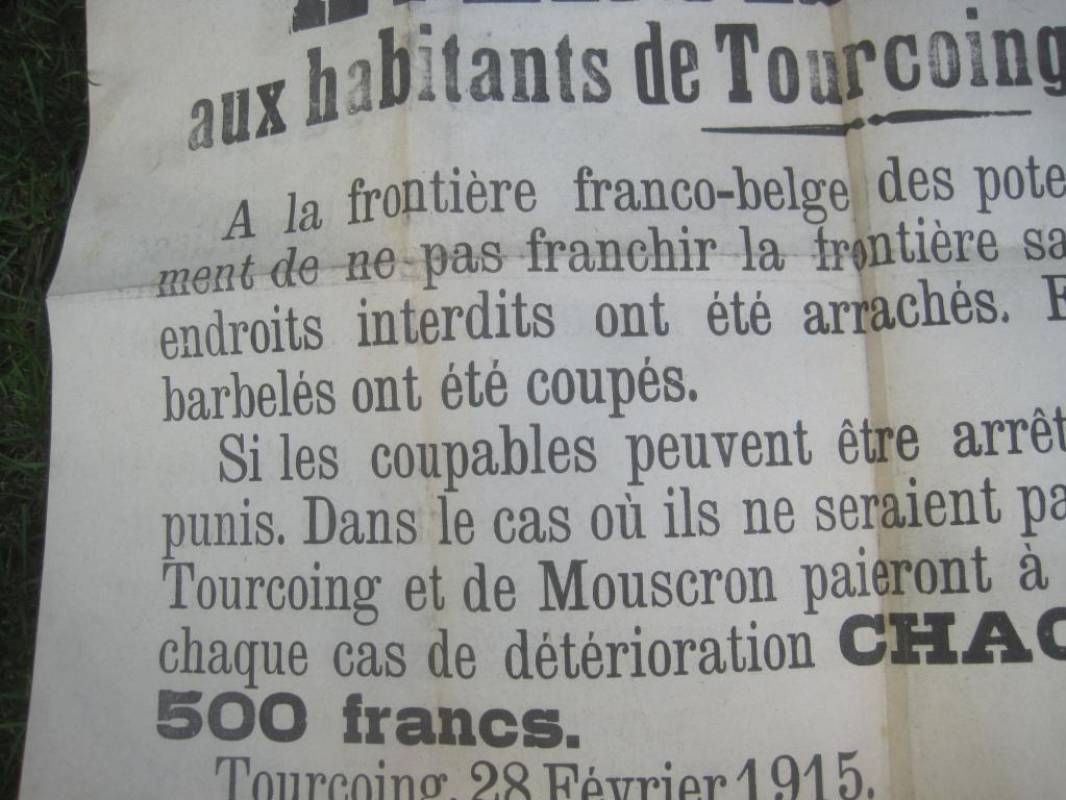 aux habitants de Tourcoing
A la frontière franco-belge des pote
ment de ne pas franchir la frontière sa
endroits interdits ont été arrachés. E
barbelés ont été coupés.
Si les coupables peuvent être arrêt
punis. Dans le cas où ils ne seraient pa
Tourcoing et de Mouscron paieront à
chaque cas de détérioration CHAC
500 francs.
Tourcoing, 28 Février 1915.